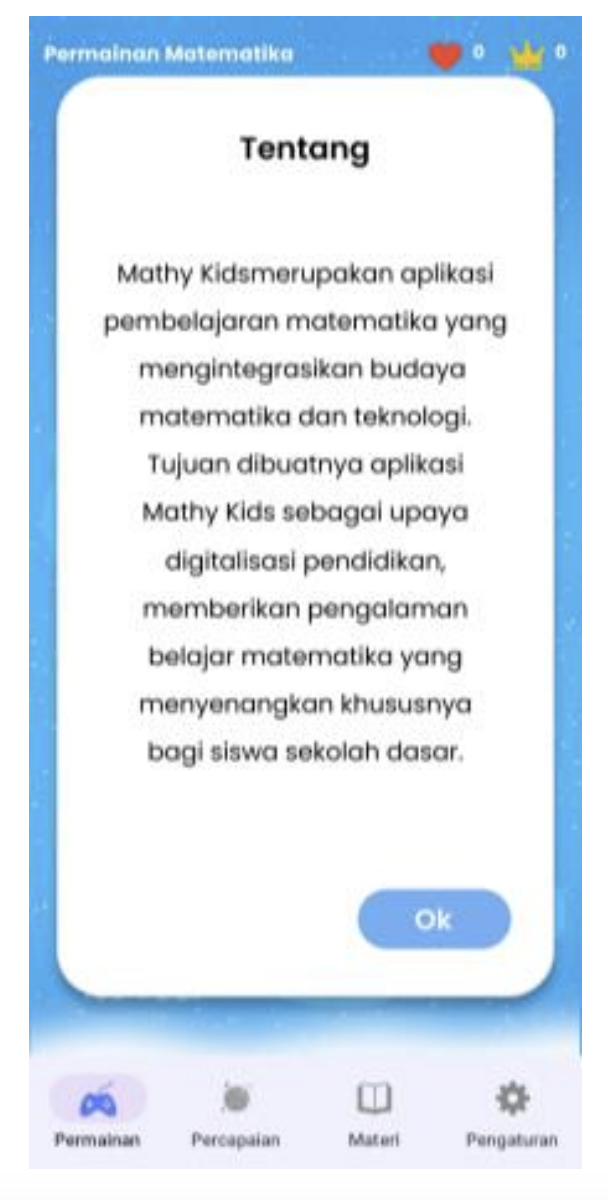 Permainan Matematika 0 0
Tentang
Mathy Kidsmerupakan aplikasi
pembelajaran matematika yang
mengintegrasikan budaya
matematika dan teknologi.
Tujuan dibuatnya aplikasi
Mathy Kids sebagai upaya
digitalisasi pendidikan,
memberikan pengalaman
belajar matematika yang
menyenangkan khususnya
bagi siswa sekolah dasar.
Ok
Permainan Percapaian Materi Pengaturan